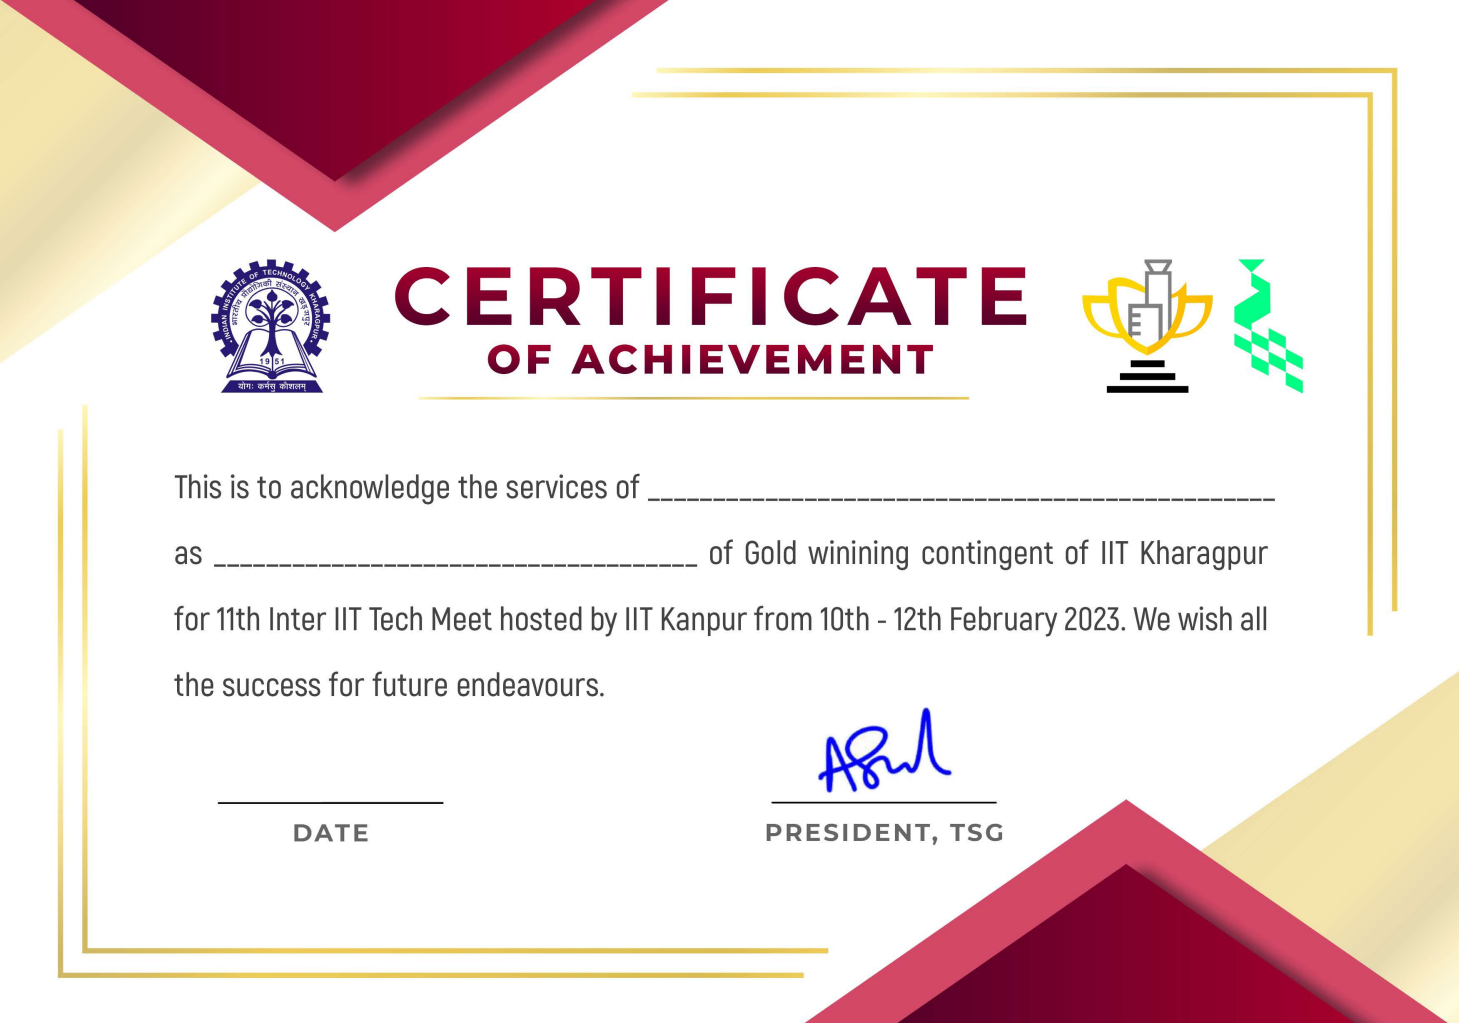 INDIAN INSTITUTE OF TECHNOLOGY KHARAGPUR
भारतीय प्रौद्योगिकी संस्थान खड़गपुर
1951
योगः कर्मसु कौशलम्
CERTIFICATE
OF ACHIEVEMENT
This is to acknowledge the services of ________________________________________________
as _____________________________________ of Gold winining contingent of IIT Kharagpur
for 11th Inter IIT Tech Meet hosted by IIT Kanpur from 10th - 12th February 2023. We wish all
the success for future endeavours.
DATE
PRESIDENT, TSG